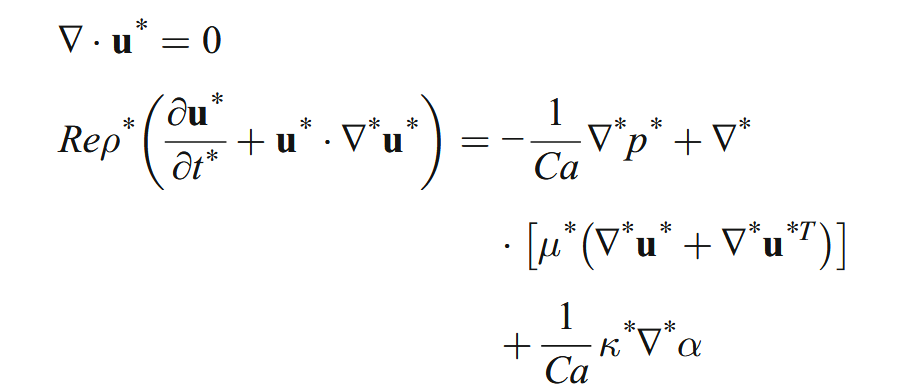 ∇ · u* = 0
Reρ*(∂u*/∂t* + u* · ∇*u*) = −1/Ca ∇*p* + ∇*
· [μ*(∇*u* + ∇*u*ᵀ)]
+ 1/Ca κ*∇*α